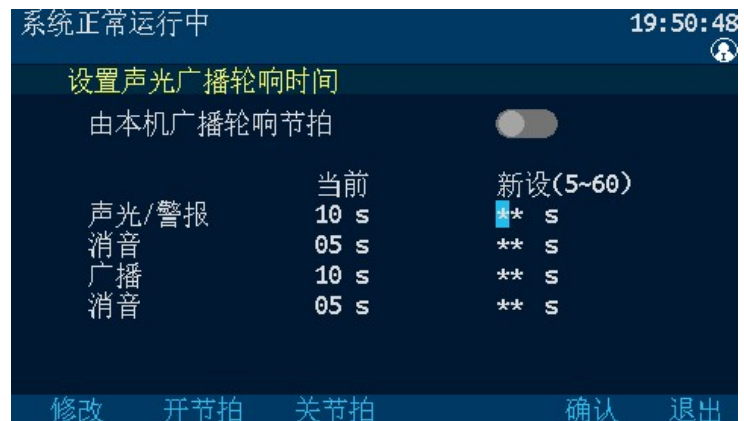 系统正常运行中 19:50:48
设置声光广播轮响时间
由本机广播轮响节拍
当前 新设(5~60)
声光/警报 10 s ** s
消音 05 s ** s
广播 10 s ** s
消音 05 s ** s
修改 开节拍 关节拍 确认 退出